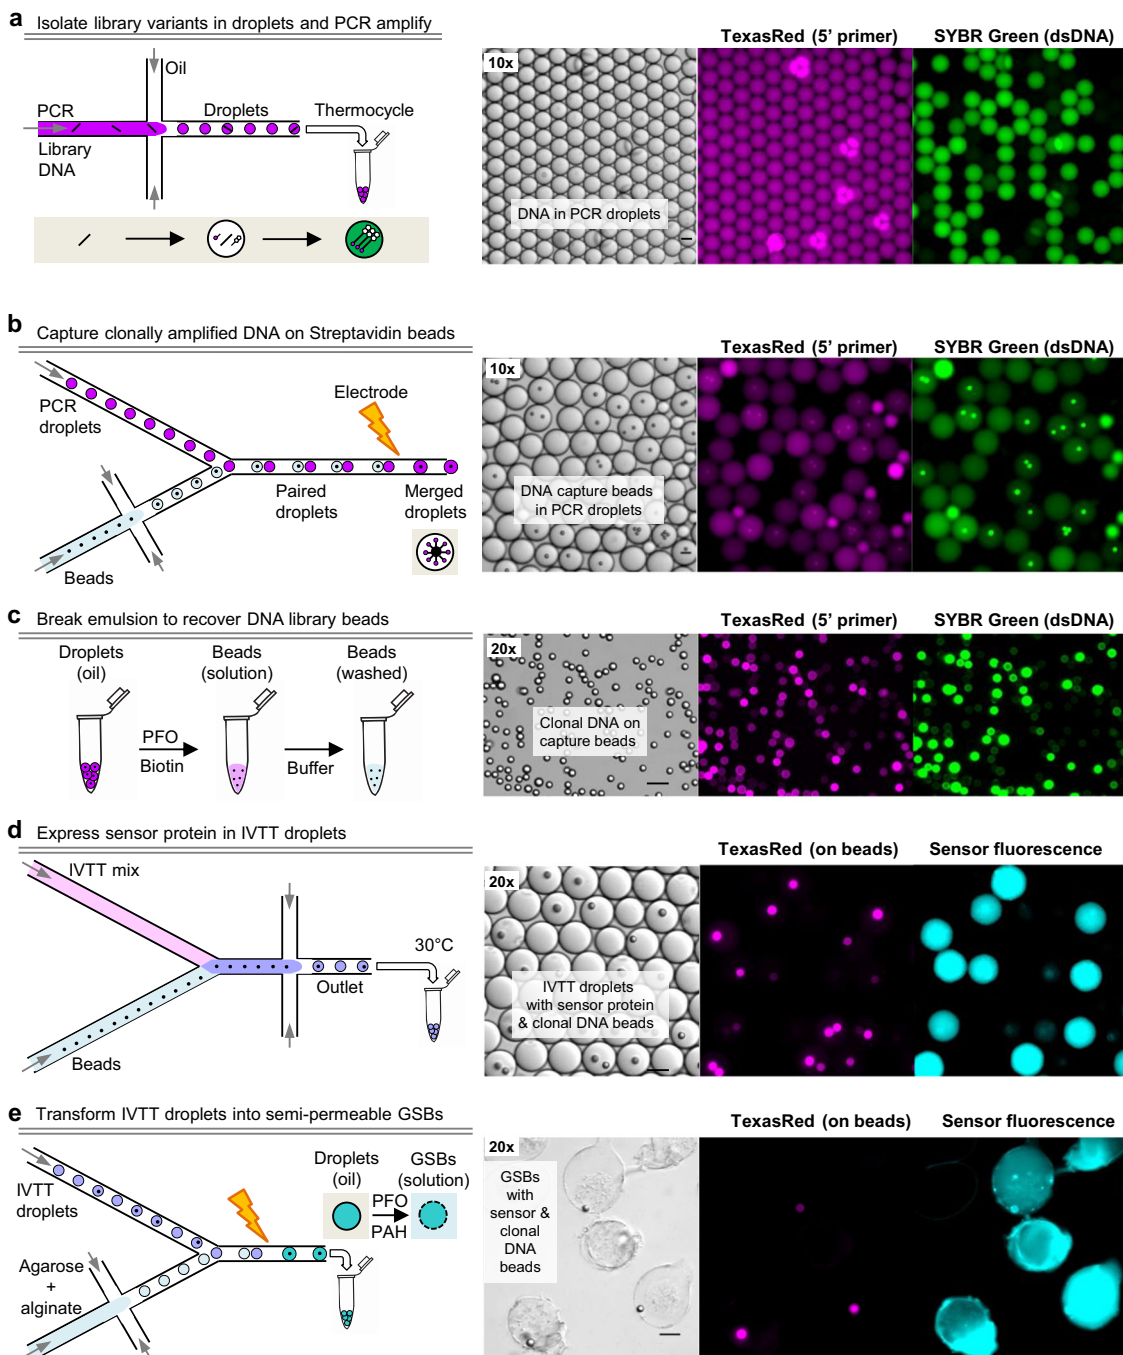 a Isolate library variants in droplets and PCR amplify
Oil
PCR
Library
DNA
Droplets
Thermocycle
TexasRed (5’ primer)
SYBR Green (dsDNA)
10x
DNA in PCR droplets
b Capture clonally amplified DNA on Streptavidin beads
PCR
droplets
Electrode
Paired
droplets
Merged
droplets
Beads
TexasRed (5’ primer)
SYBR Green (dsDNA)
10x
DNA capture beads
in PCR droplets
c Break emulsion to recover DNA library beads
Droplets
(oil)
Beads
(solution)
Beads
(washed)
PFO
Biotin
Buffer
TexasRed (5’ primer)
SYBR Green (dsDNA)
20x
Clonal DNA on
capture beads
d Express sensor protein in IVTT droplets
IVTT mix
30°C
Outlet
Beads
TexasRed (on beads)
Sensor fluorescence
20x
IVTT droplets
with sensor protein
& clonal DNA beads
e Transform IVTT droplets into semi-permeable GSBs
IVTT
droplets
Agarose
+
alginate
Droplets
(oil)
GSBs
(solution)
PFO
PAH
TexasRed (on beads)
Sensor fluorescence
20x
GSBs
with
sensor &
clonal
DNA
beads